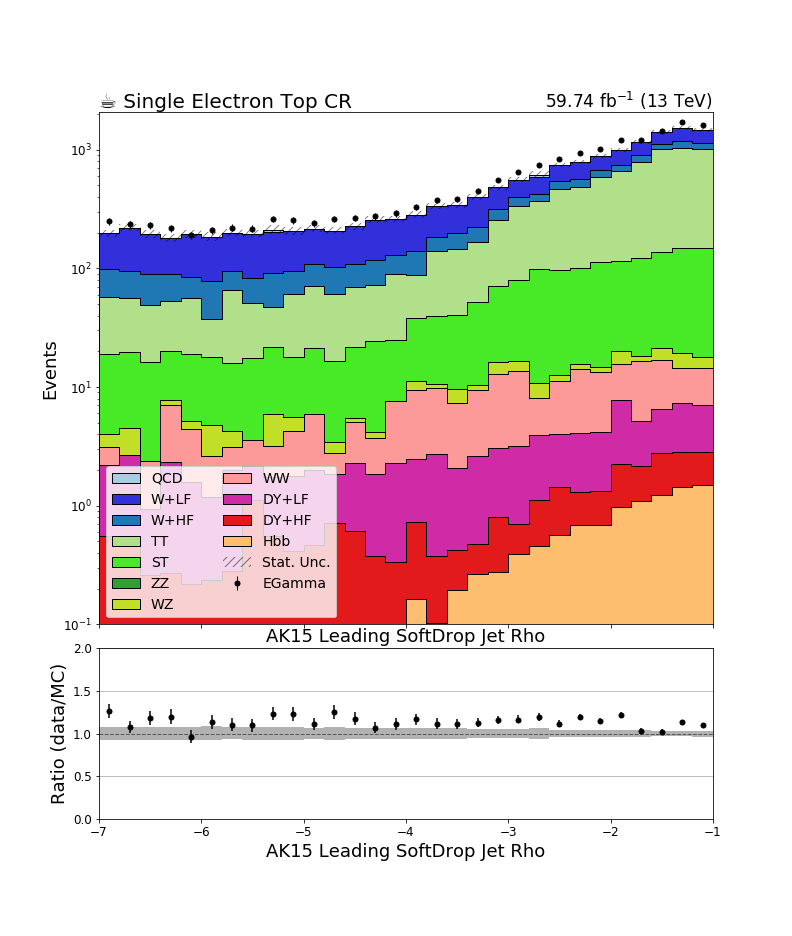 ☕ Single Electron Top CR
59.74 fb⁻¹ (13 TeV)
10³
10²
10¹
10⁰
10⁻¹
Events
QCD
W+LF
W+HF
TT
ST
ZZ
WZ
WW
DY+LF
DY+HF
Hbb
Stat. Unc.
EGamma
AK15 Leading SoftDrop Jet Rho
2.0
1.5
1.0
0.5
0.0
Ratio (data/MC)
−7 −6 −5 −4 −3 −2 −1
AK15 Leading SoftDrop Jet Rho